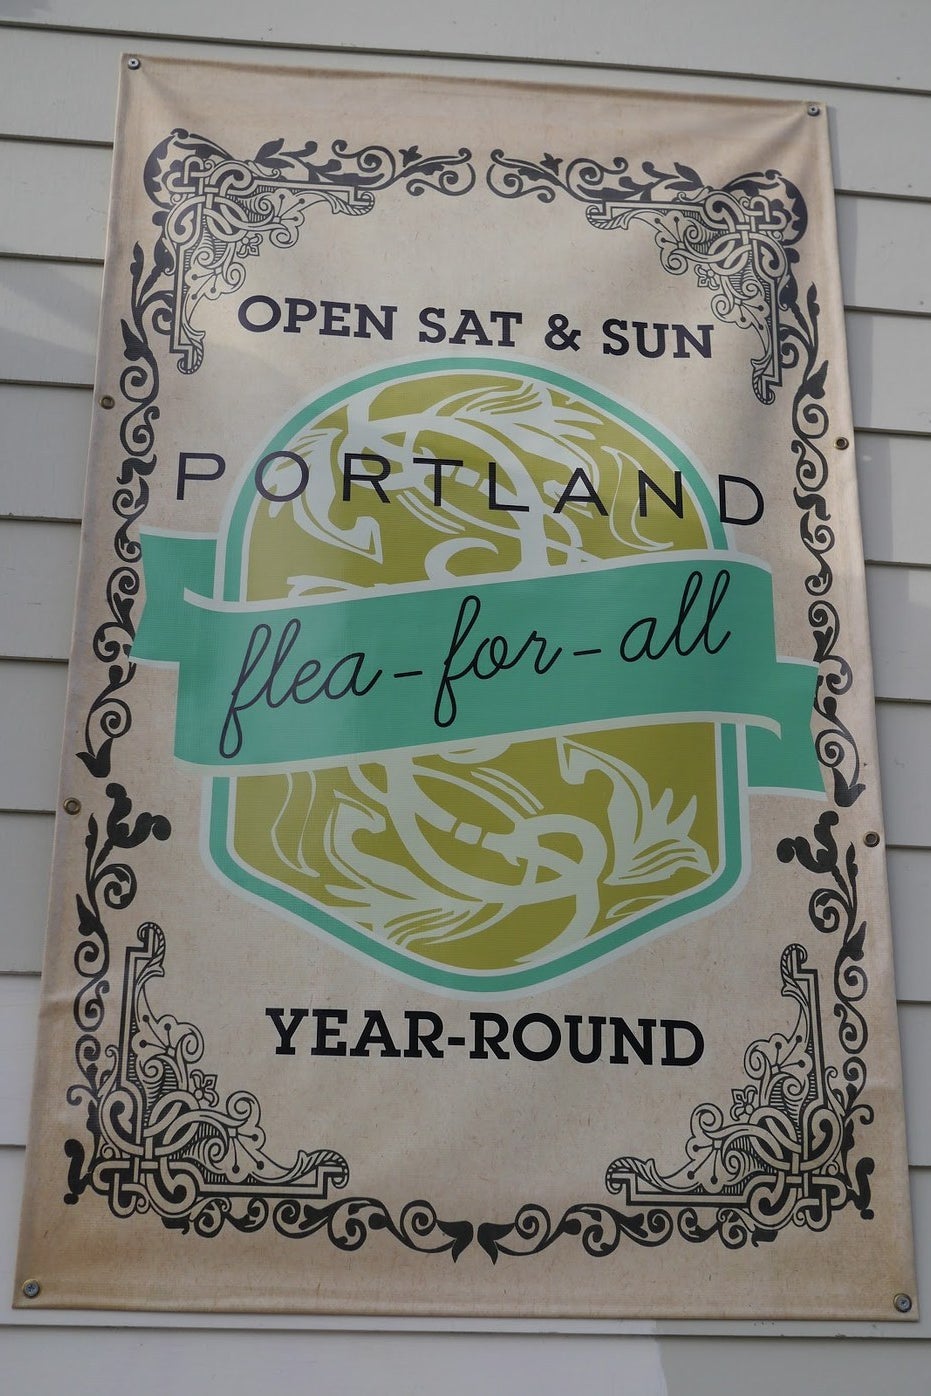 OPEN SAT & SUN
PORTLAND
flea-for-all
YEAR-ROUND